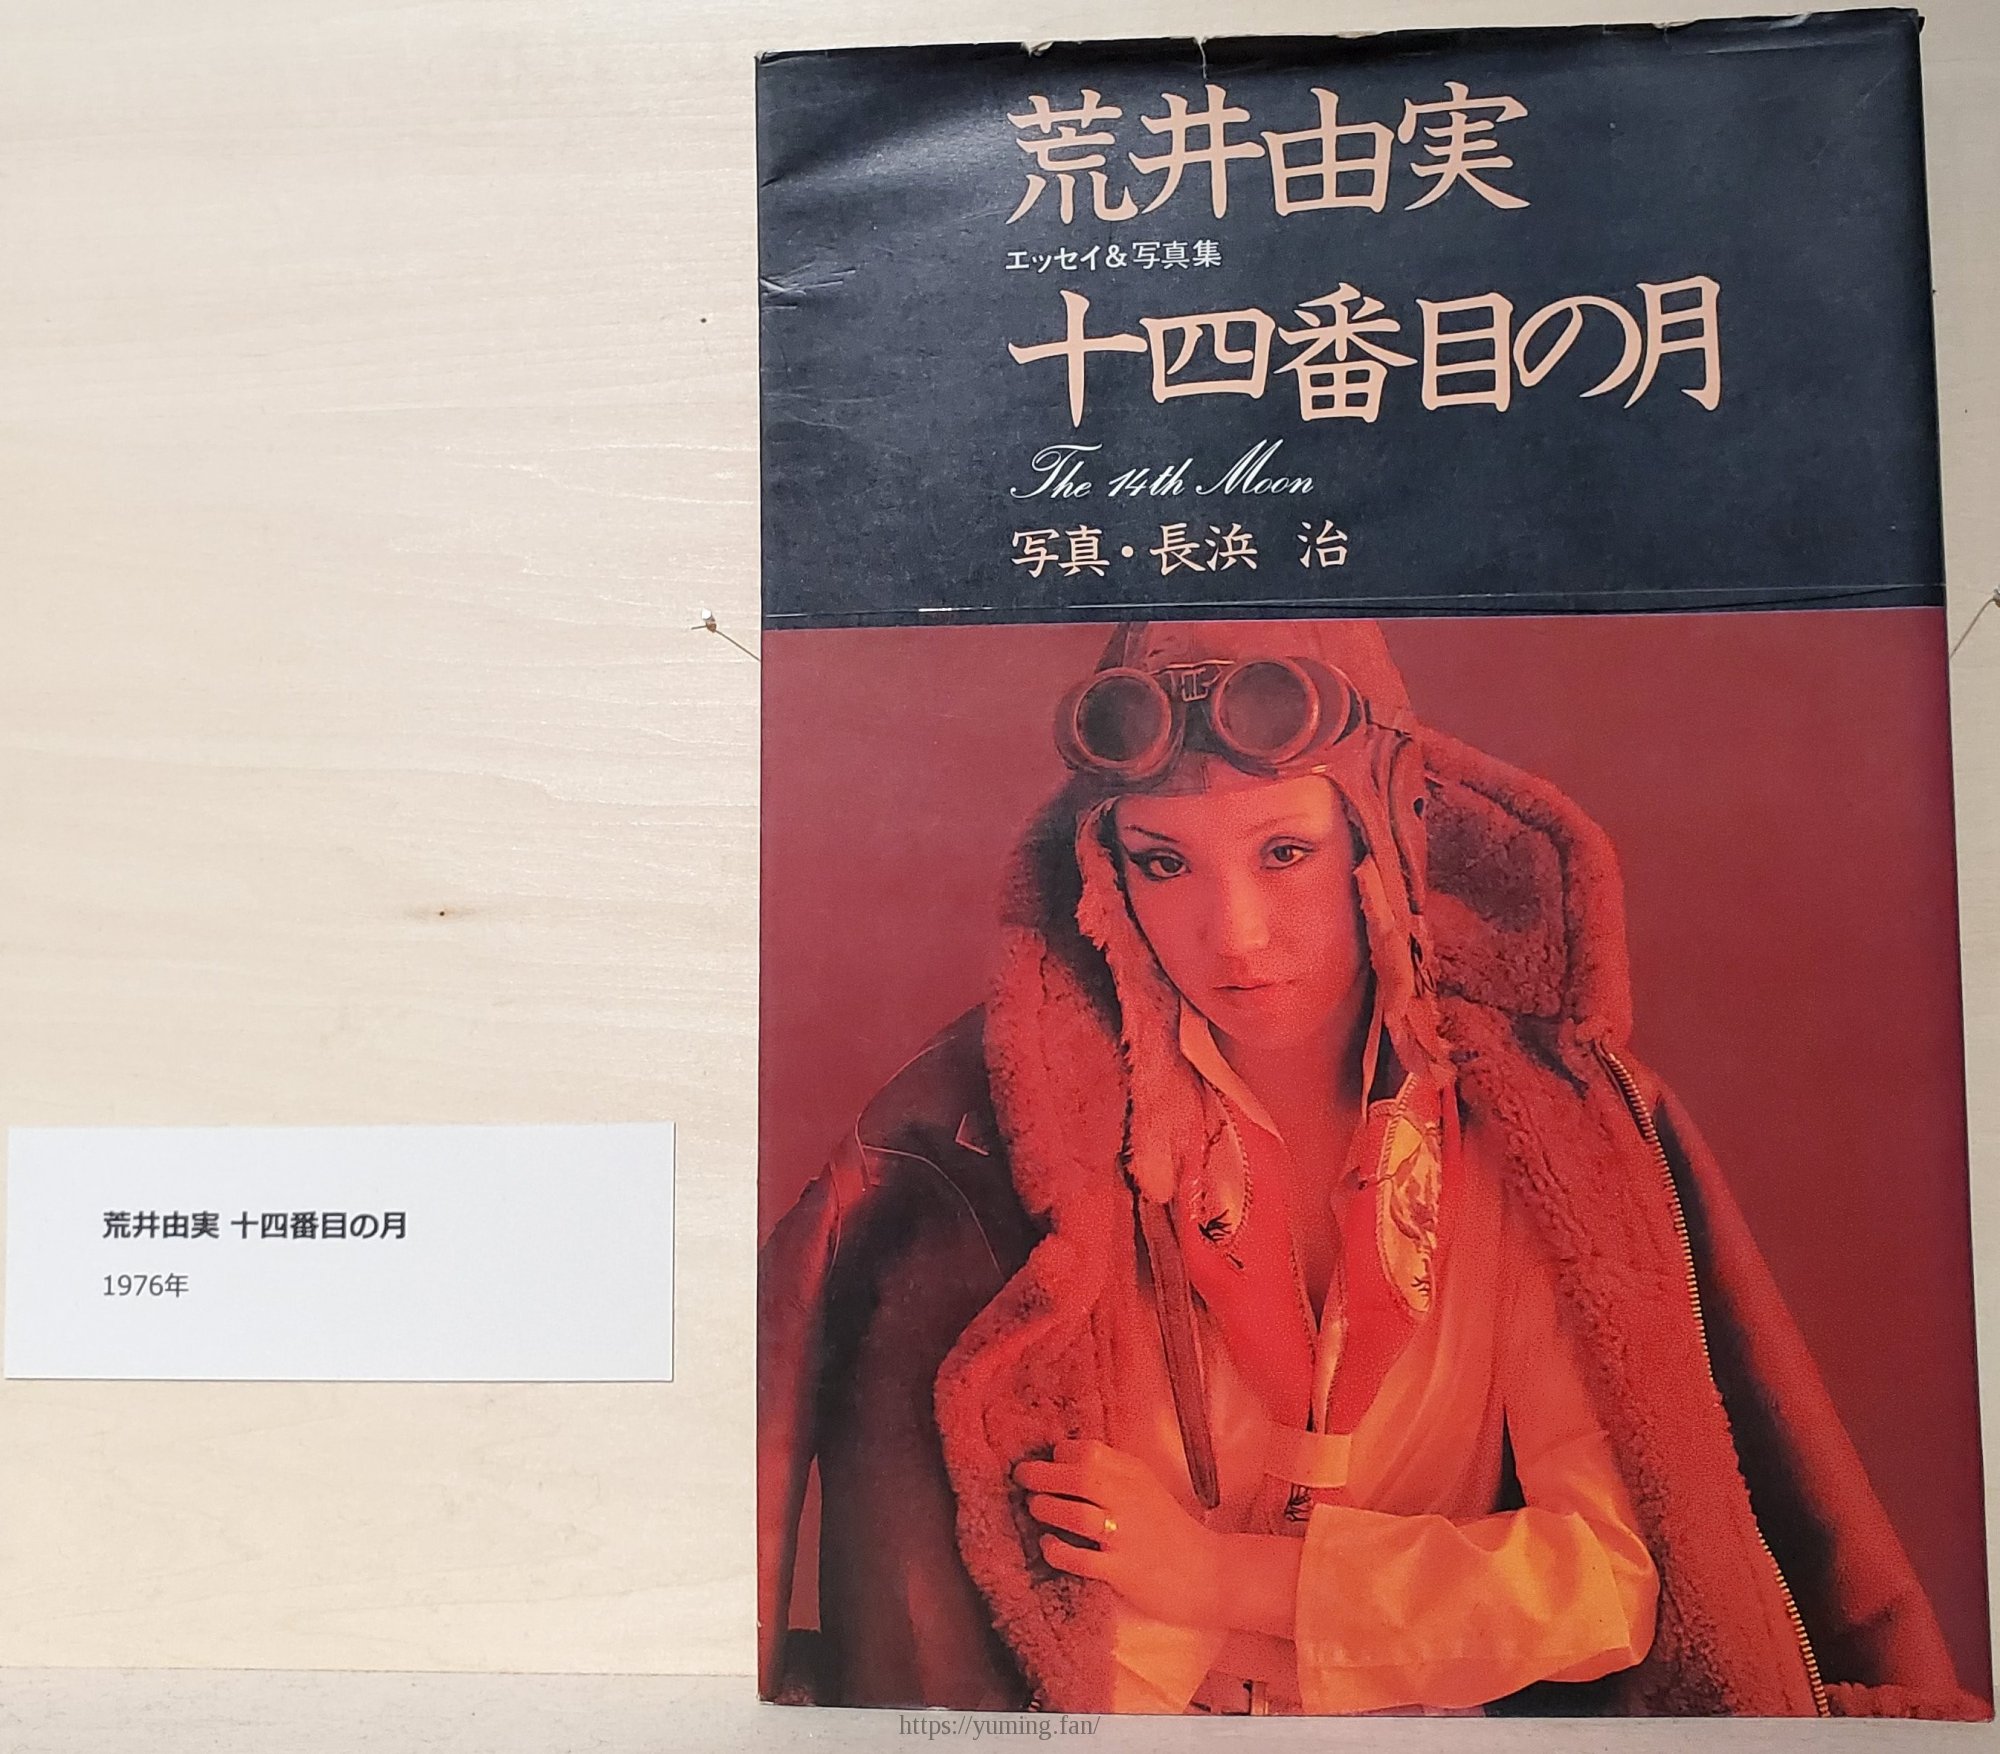 荒井由実
エッセイ&写真集
十四番目の月
The 14th Moon
写真・長浜 治
荒井由実 十四番目の月
1976年
https://yuming.fan/